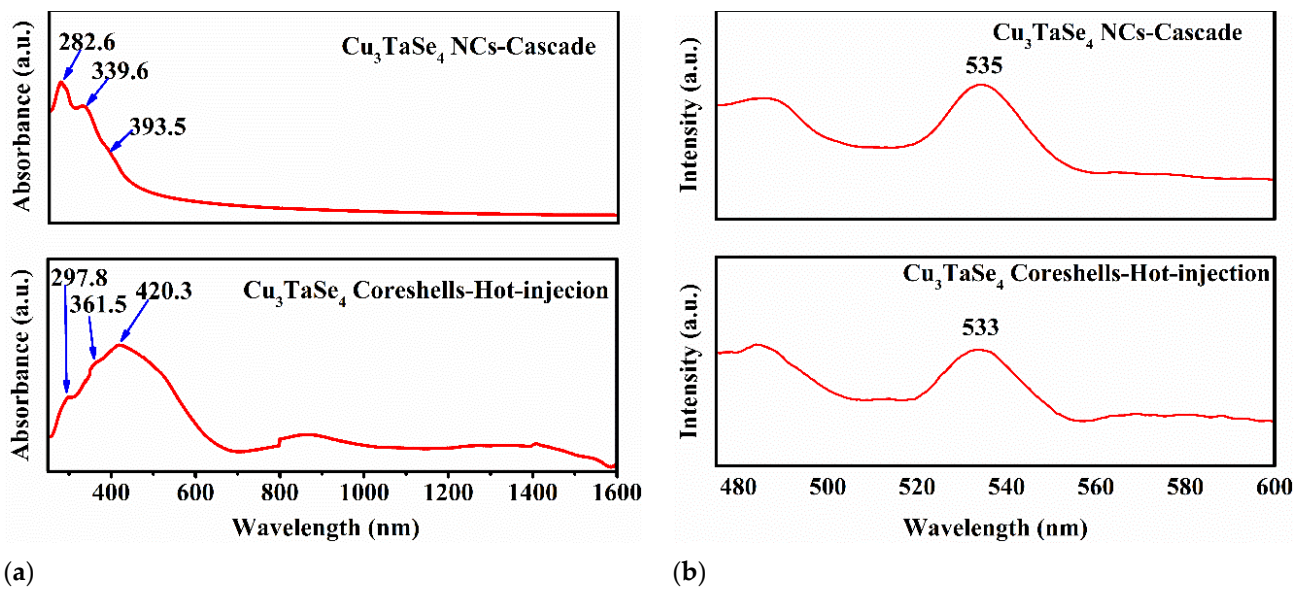 Absorbance (a.u.)
Cu₃TaSe₄ NCs-Cascade
282.6
339.6
393.5
Absorbance (a.u.)
Cu₃TaSe₄ Coreshells-Hot-injecion
297.8
361.5
420.3
400 600 800 1000 1200 1400 1600
Wavelength (nm)
(a)
Intensity (a.u.)
Cu₃TaSe₄ NCs-Cascade
535
Intensity (a.u.)
Cu₃TaSe₄ Coreshells-Hot-injection
533
480 500 520 540 560 580 600
Wavelength (nm)
(b)